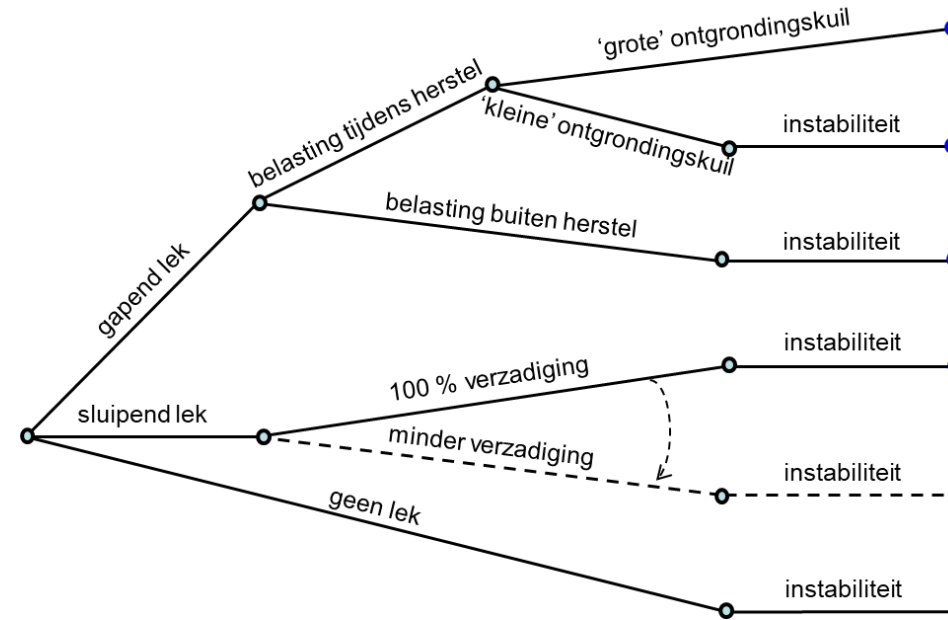 ‘grote’ ontgrondingskuil
belasting tijdens herstel
‘kleine’ ontgrondingskuil
instabiliteit
belasting buiten herstel
instabiliteit
gapend lek
instabiliteit
100 % verzadiging
sluipend lek
minder verzadiging
instabiliteit
geen lek
instabiliteit